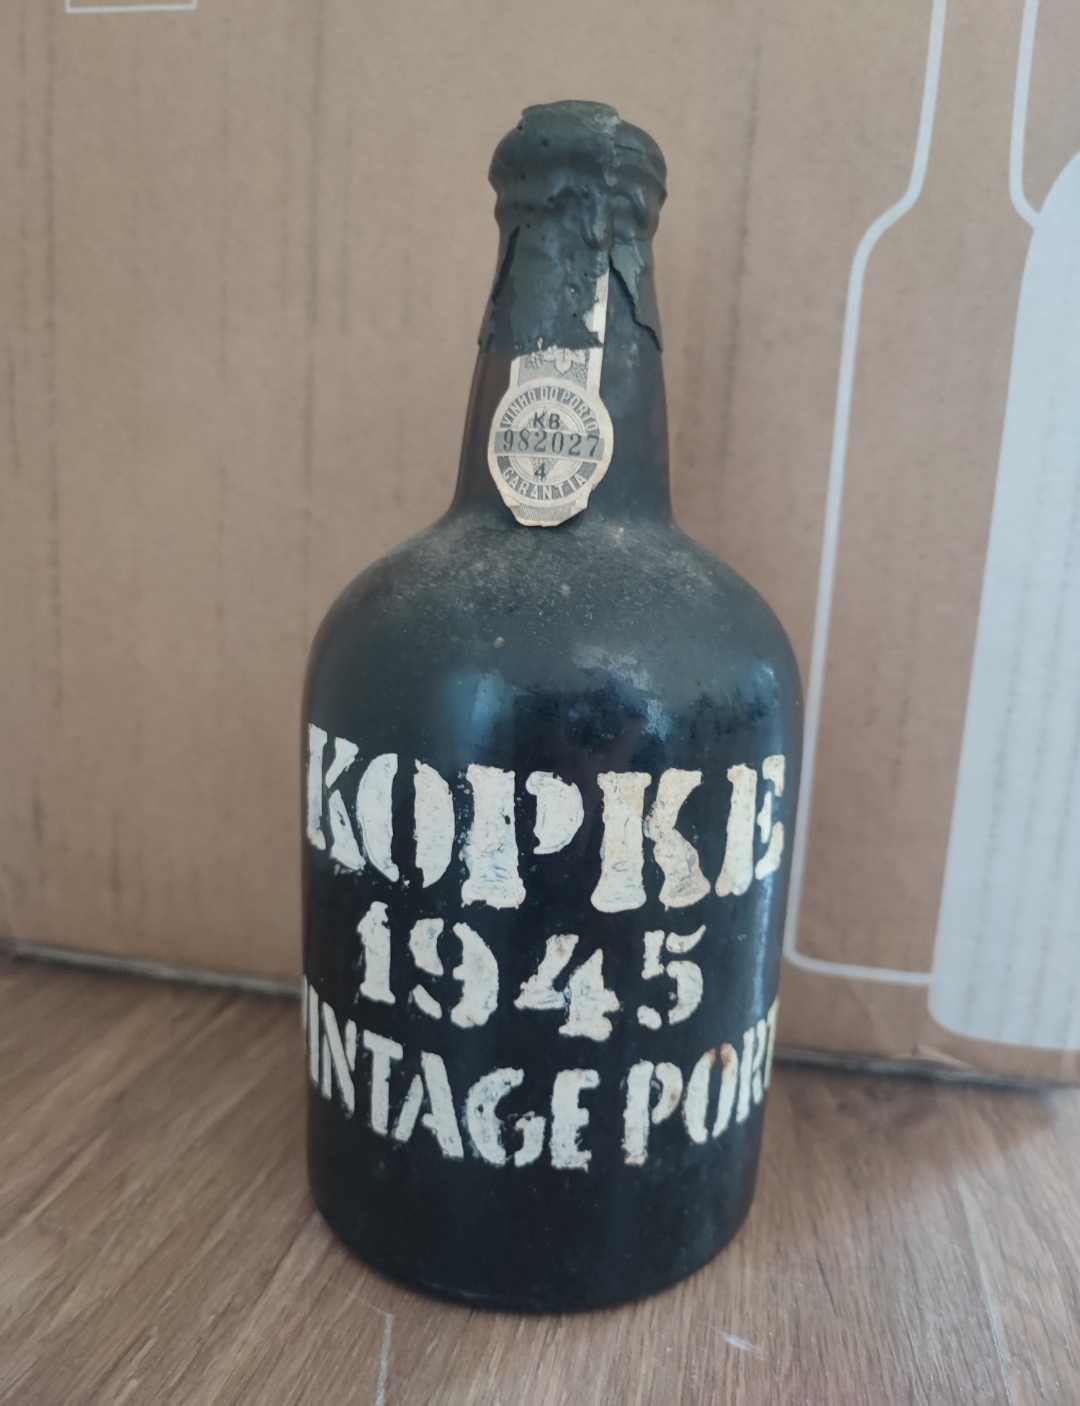 VINHO DO PORTO
KB
982027
4
GARANTIA
KOPKE
1945
VINTAGE PORT